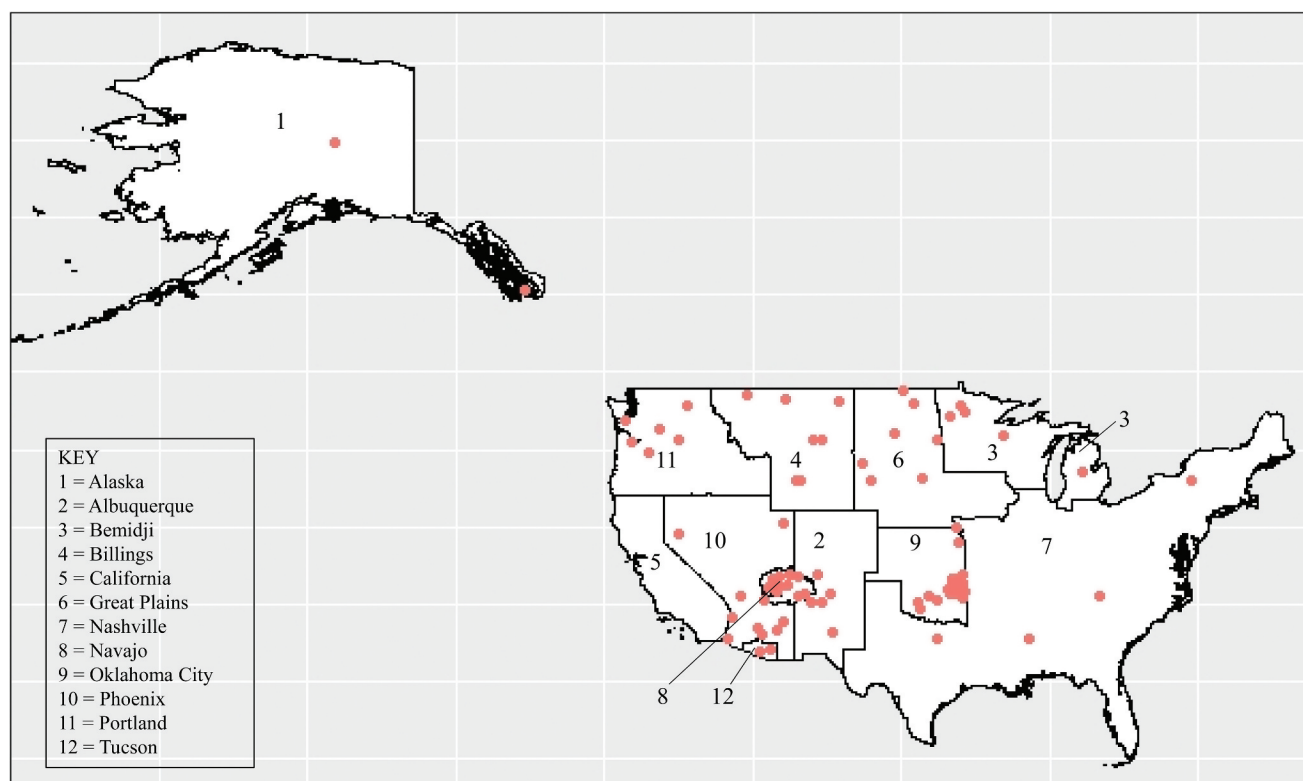 1
3
11
4
6
3
10
2
9
7
5
8
12
KEY
1 = Alaska
2 = Albuquerque
3 = Bemidji
4 = Billings
5 = California
6 = Great Plains
7 = Nashville
8 = Navajo
9 = Oklahoma City
10 = Phoenix
11 = Portland
12 = Tucson